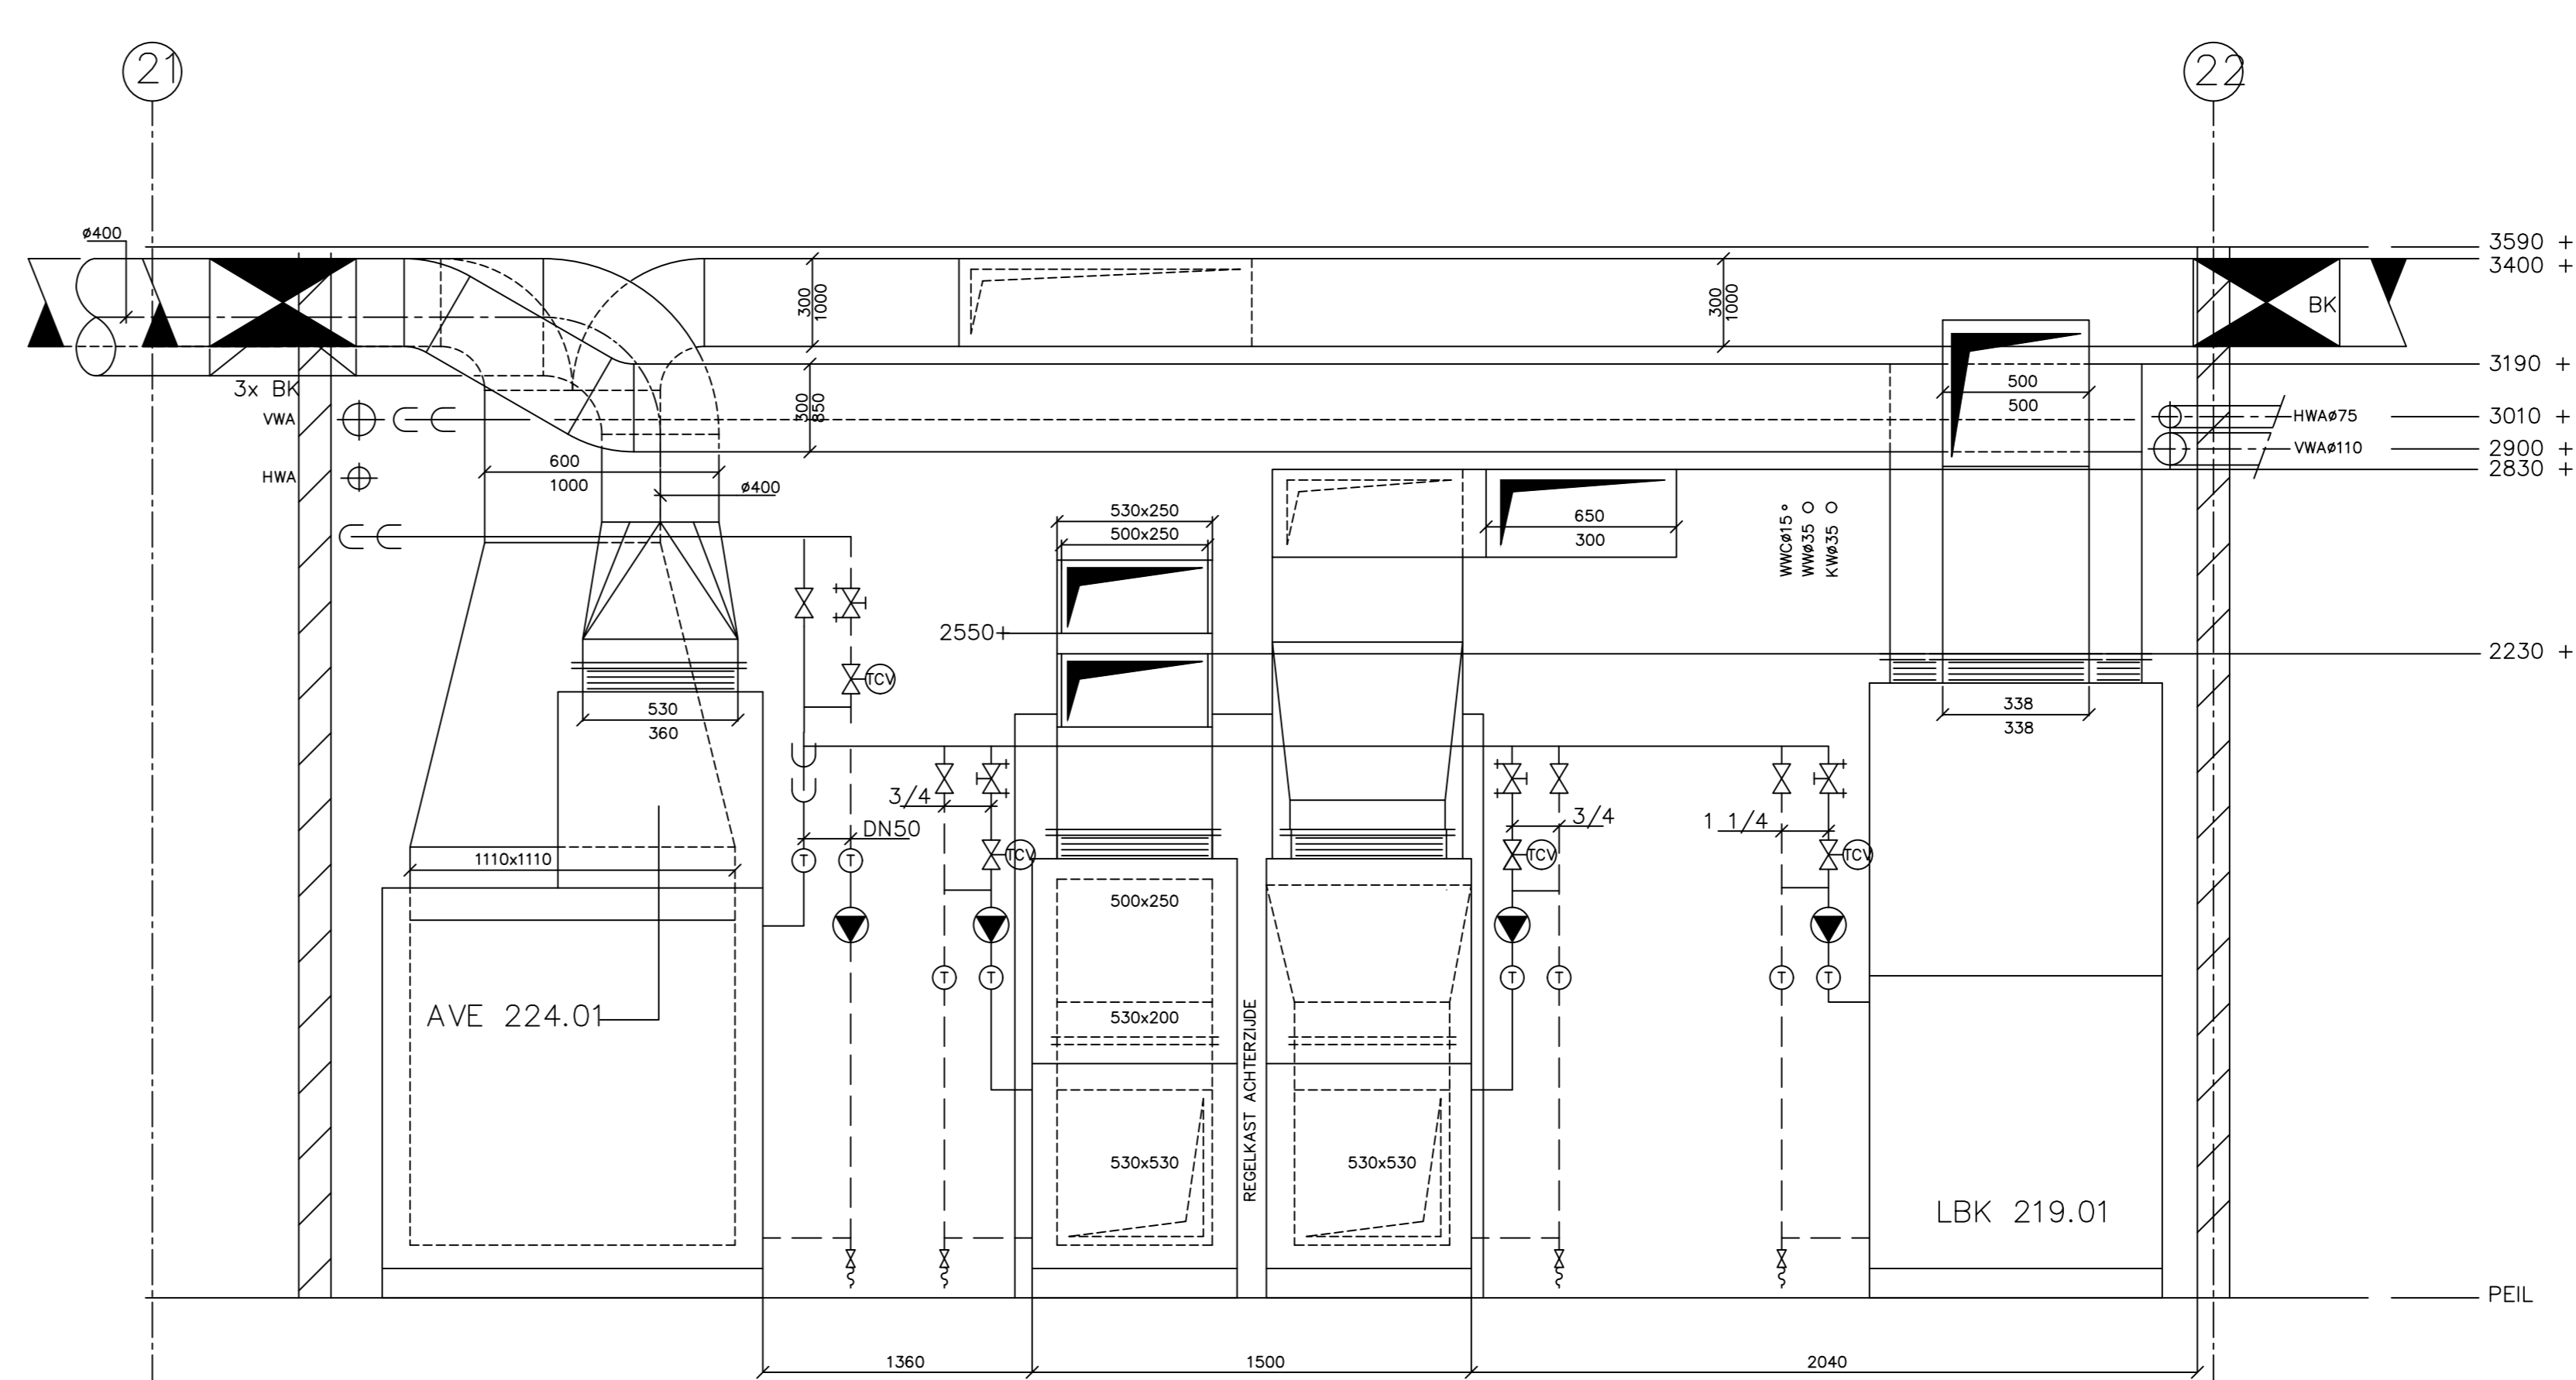 21
22
ø400
3590 +
3400 +
300
1000
300
1000
BK
3190 +
3x BK
500
500
300
850
VWA
HWAø75
3010 +
VWAø110
2900 +
600
1000
HWA
2830 +
ø400
530x250
650
300
500x250
WWCø15
WWø35
KWø35
2550+
2230 +
TCV
530
360
338
338
3/4
3/4
1 1/4
DN50
1110x1110
T
T
TCV
TCV
TCV
500x250
T
T
T
T
T
T
AVE 224.01
530x200
REGELKAST ACHTERZIJDE
530x530
530x530
LBK 219.01
PEIL
1360
1500
2040